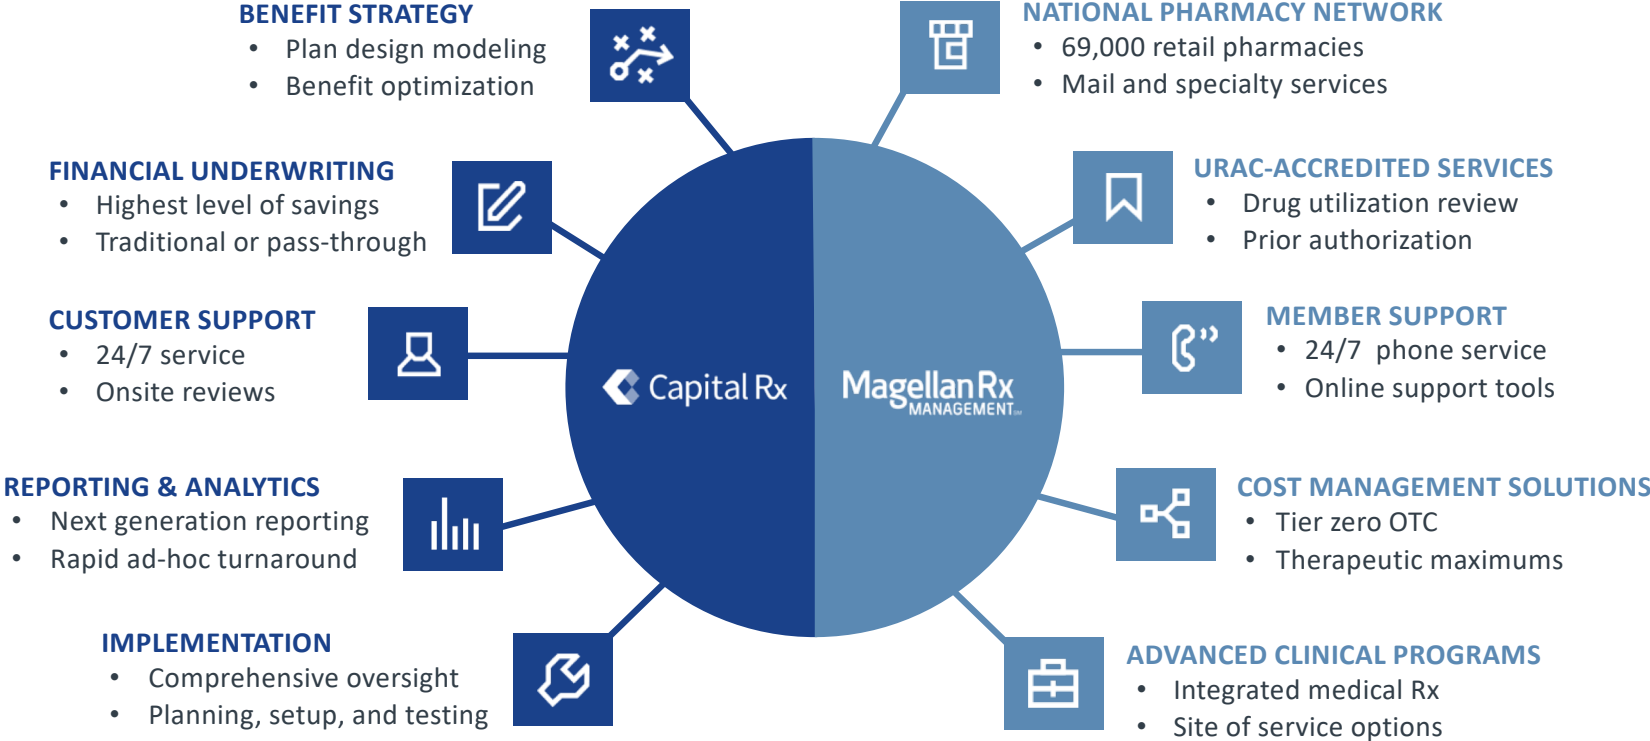 BENEFIT STRATEGY
• Plan design modeling
• Benefit optimization
FINANCIAL UNDERWRITING
• Highest level of savings
• Traditional or pass-through
CUSTOMER SUPPORT
• 24/7 service
• Onsite reviews
REPORTING & ANALYTICS
• Next generation reporting
• Rapid ad-hoc turnaround
IMPLEMENTATION
• Comprehensive oversight
• Planning, setup, and testing
Capital Rx
MagellanRx
MANAGEMENT℠
NATIONAL PHARMACY NETWORK
• 69,000 retail pharmacies
• Mail and specialty services
URAC-ACCREDITED SERVICES
• Drug utilization review
• Prior authorization
MEMBER SUPPORT
• 24/7 phone service
• Online support tools
COST MANAGEMENT SOLUTIONS
• Tier zero OTC
• Therapeutic maximums
ADVANCED CLINICAL PROGRAMS
• Integrated medical Rx
• Site of service options